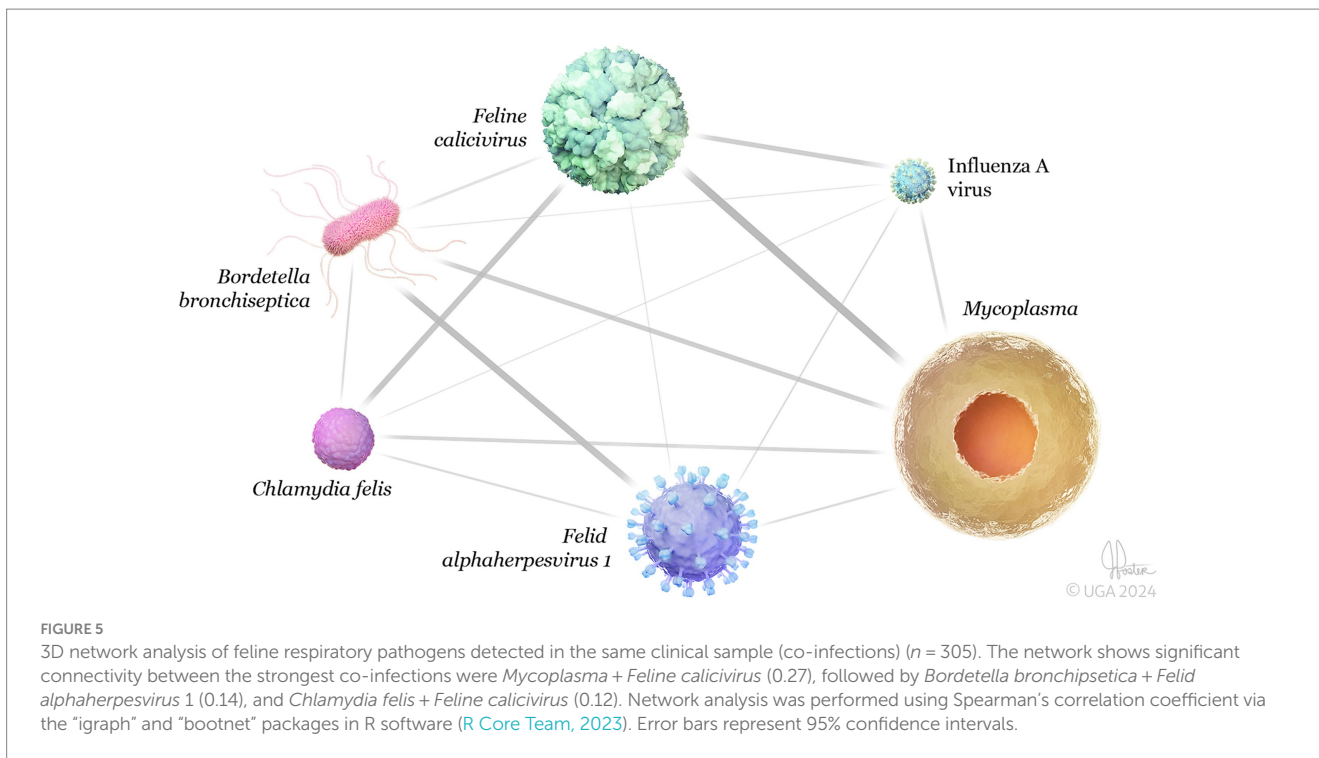 Feline
calicivirus
Influenza A
virus
Bordetella
bronchiseptica
Mycoplasma
Chlamydia felis
Felid
alphaherpesvirus 1
© UGA 2024
FIGURE 5
3D network analysis of feline respiratory pathogens detected in the same clinical sample (co-infections) (n = 305). The network shows significant
connectivity between the strongest co-infections were Mycoplasma + Feline calicivirus (0.27), followed by Bordetella bronchipsetica + Felid
alphaherpesvirus 1 (0.14), and Chlamydia felis + Feline calicivirus (0.12). Network analysis was performed using Spearman's correlation coefficient via
the “igraph” and “bootnet” packages in R software (R Core Team, 2023). Error bars represent 95% confidence intervals.